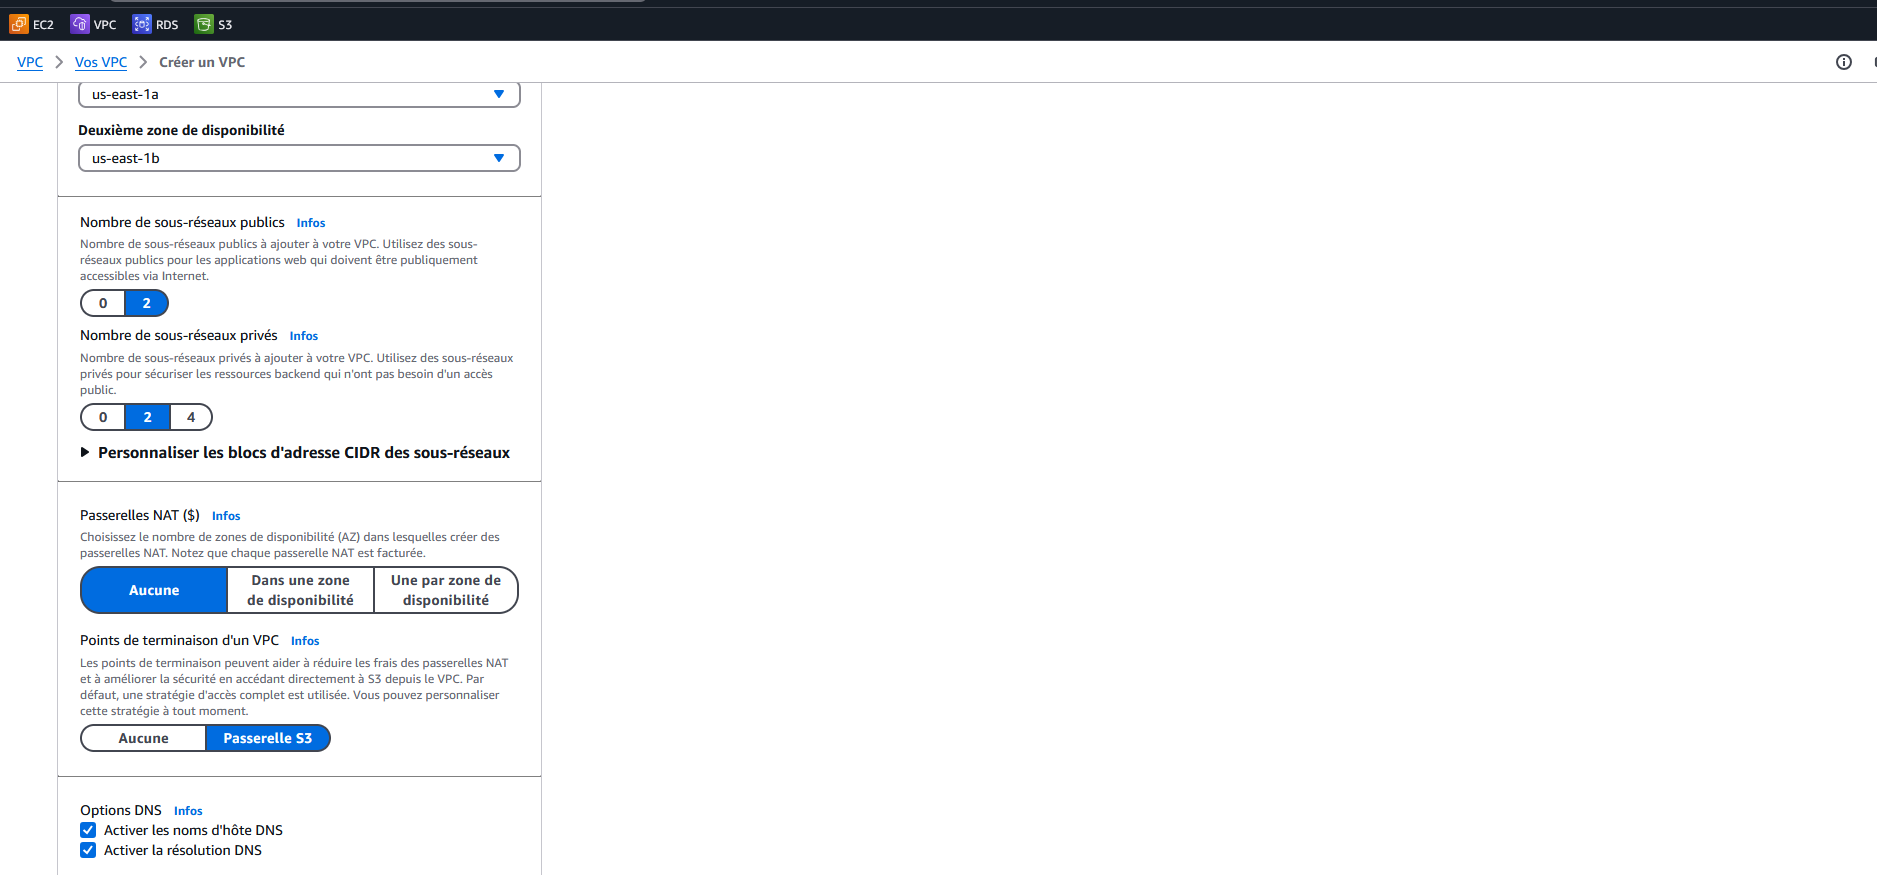 EC2 VPC RDS S3
VPC > Vos VPC > Créer un VPC
us-east-1a
Deuxième zone de disponibilité
us-east-1b
Nombre de sous-réseaux publics Infos
Nombre de sous-réseaux publics à ajouter à votre VPC. Utilisez des sous-
réseaux publics pour les applications web qui doivent être publiquement
accessibles via Internet.
0 2
Nombre de sous-réseaux privés Infos
Nombre de sous-réseaux privés à ajouter à votre VPC. Utilisez des sous-réseaux
privés pour sécuriser les ressources backend qui n'ont pas besoin d'un accès
public.
0 2 4
Personnaliser les blocs d'adresse CIDR des sous-réseaux
Passerelles NAT ($) Infos
Choisissez le nombre de zones de disponibilité (AZ) dans lesquelles créer des
passerelles NAT. Notez que chaque passerelle NAT est facturée.
Aucune
Dans une zone
de disponibilité
Une par zone de
disponibilité
Points de terminaison d'un VPC Infos
Les points de terminaison peuvent aider à réduire les frais des passerelles NAT
et à améliorer la sécurité en accédant directement à S3 depuis le VPC. Par
défaut, une stratégie d'accès complet est utilisée. Vous pouvez personnaliser
cette stratégie à tout moment.
Aucune Passerelle S3
Options DNS Infos
Activer les noms d'hôte DNS
Activer la résolution DNS